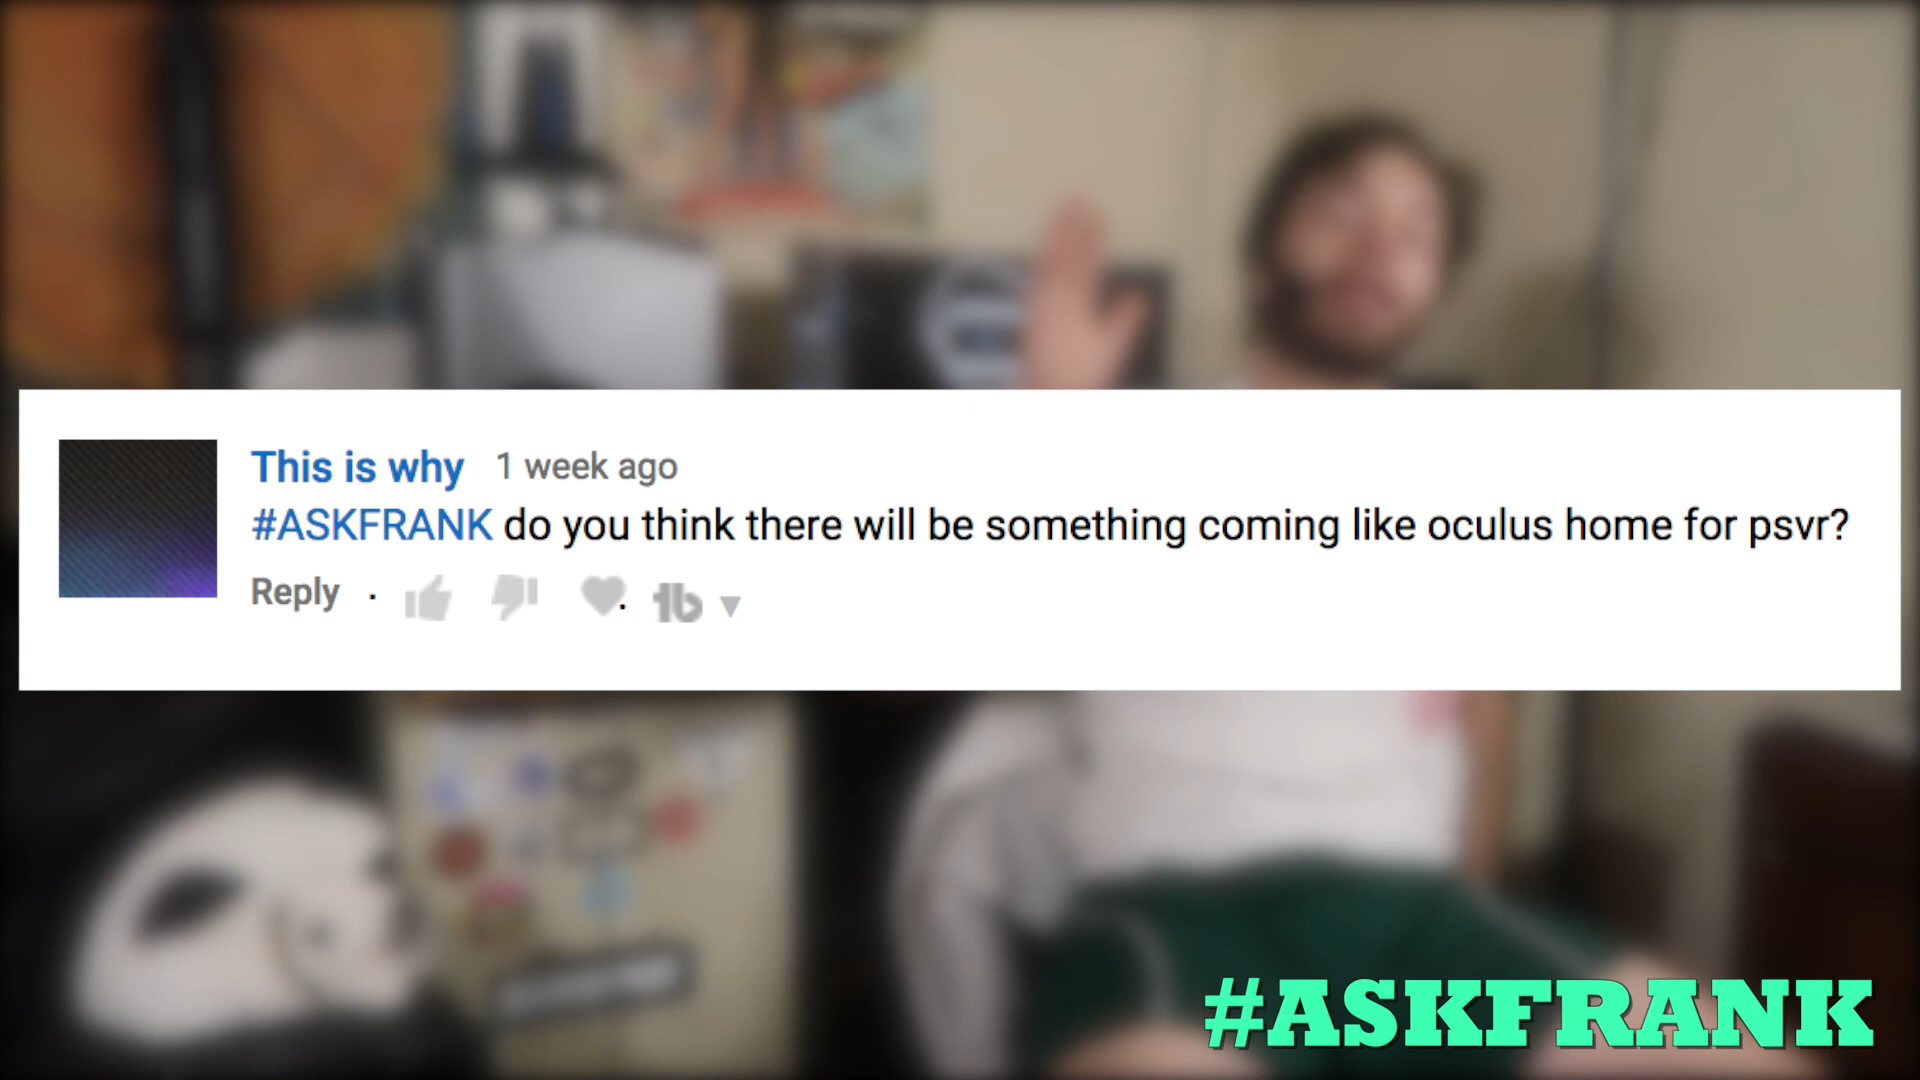 This is why 1 week ago
#ASKFRANK do you think there will be something coming like oculus home for psvr?
Reply
#ASKFRANK